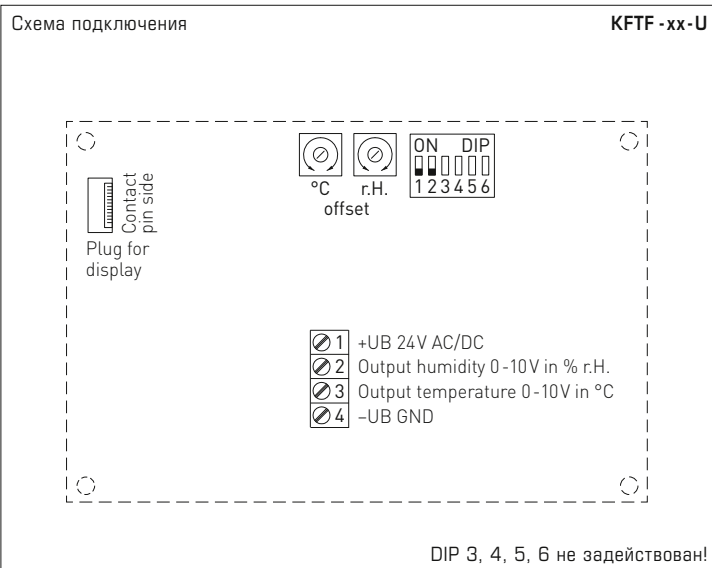 Схема подключения
KFTF - xx - U
ON DIP
1 2 3 4 5 6
°C r.H.
offset
Contact
pin side
Plug for
display
1 +UB 24V AC/DC
2 Output humidity 0 - 10V in % r.H.
3 Output temperature 0 - 10V in °C
4 –UB GND
DIP 3, 4, 5, 6 не задействован!